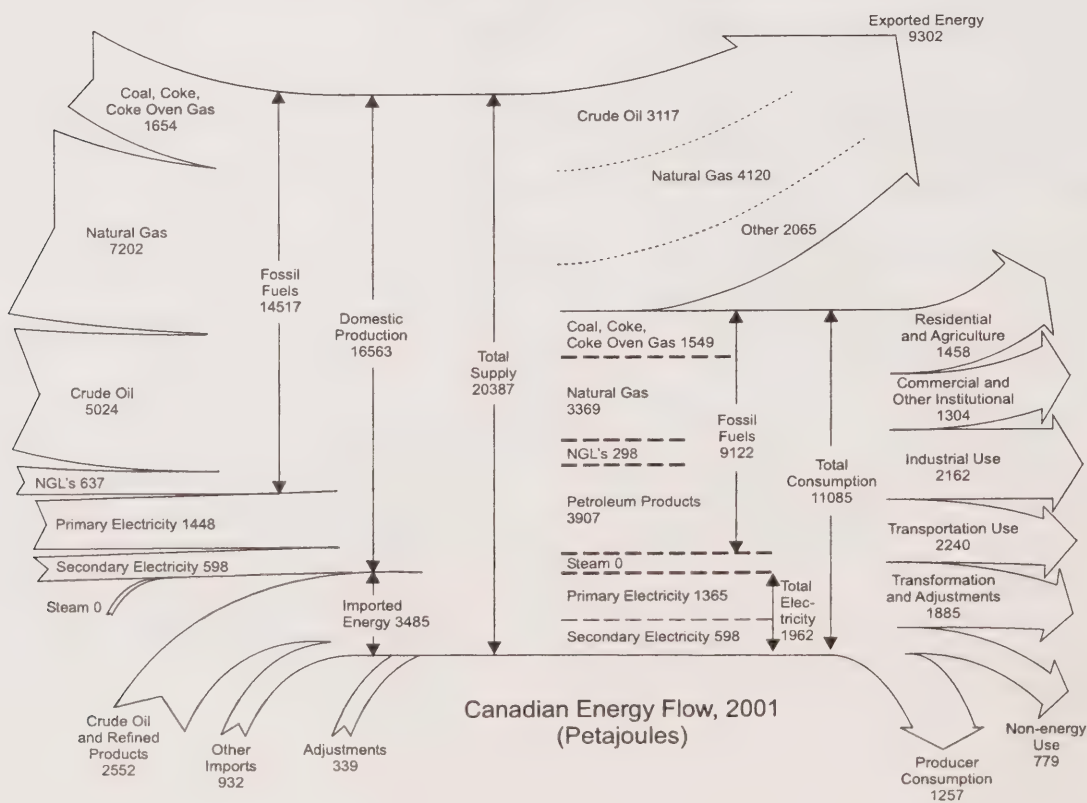 Exported Energy
9302
Coal, Coke,
Coke Oven Gas
1654
Natural Gas
7202
Crude Oil
5024
NGL's 637
Primary Electricity 1448
Secondary Electricity 598
Steam 0
Crude Oil
and Refined
Products
2552
Other
Imports
932
Adjustments
339
Fossil
Fuels
14517
Domestic
Production
16563
Imported
Energy 3485
Total
Supply
20387
Crude Oil 3117
Natural Gas 4120
Other 2065
Coal, Coke,
Coke Oven Gas 1549
Natural Gas
3369
NGL's 298
Petroleum Products
3907
Steam 0
Primary Electricity 1365
Secondary Electricity 598
Fossil
Fuels
9122
Total
Elec-
tricity
1962
Total
Consumption
11085
Residential
and Agriculture
1458
Commercial and
Other Institutional
1304
Industrial Use
2162
Transportation Use
2240
Transformation
and Adjustments
1885
Non-energy
Use
779
Producer
Consumption
1257
Canadian Energy Flow, 2001
(Petajoules)